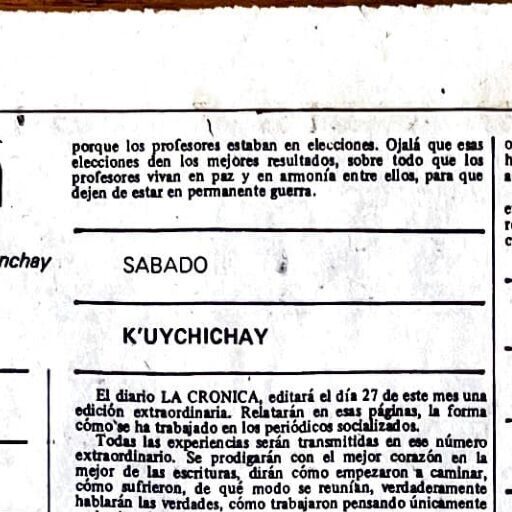 porque los profesores estaban en elecciones. Ojalá que esas
elecciones den los mejores resultados, sobre todo que los
profesores vivan en paz y en armonía entre ellos, para que
dejen de estar en permanente guerra.
nchay
SABADO
K'UYCHICHAY
El diario LA CRONICA, editará el día 27 de este mes una
edición extraordinaria. Relatarán en esas páginas, la forma
cómo se ha trabajado en los periódicos socializados.
Todas las experiencias serán transmitidas en ese número
extraordinario. Se prodigarán con el mejor corazón en la
mejor de las escrituras, dirán cómo empezaron a caminar,
cómo sufrieron, de qué modo se reunían, verdaderamente
hablarán las verdades, cómo trabajaron pensando únicamente